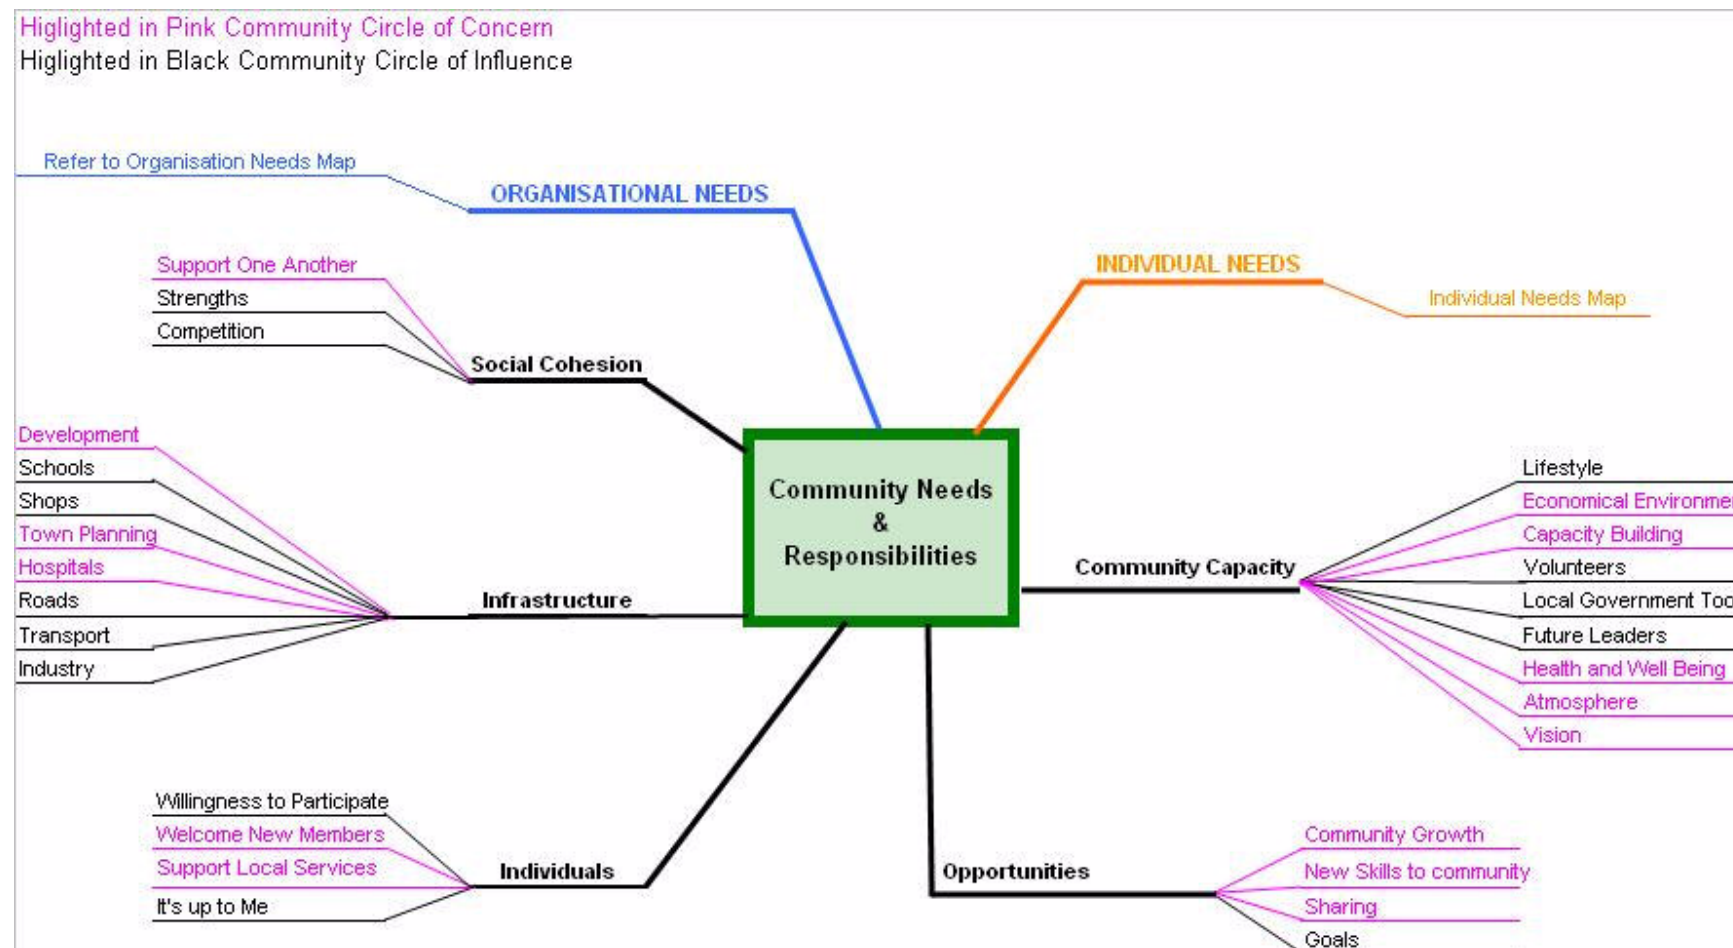 Higlighted in Pink Community Circle of Concern
Higlighted in Black Community Circle of Influence
Refer to Organisation Needs Map
ORGANISATIONAL NEEDS
INDIVIDUAL NEEDS
Individual Needs Map
Support One Another
Strengths
Competition
Social Cohesion
Community Needs
&
Responsibilities
Development
Schools
Shops
Town Planning
Hospitals
Roads
Transport
Industry
Infrastructure
Community Capacity
Lifestyle
Economical
Capacity Building
Volunteers
Local Government
Future Leaders
Health and Well Being
Atmosphere
Vision
Willingness to Participate
Welcome New Members
Support Local Services
It's up to Me
Individuals
Opportunities
Community Growth
New Skills to community
Sharing
Goals